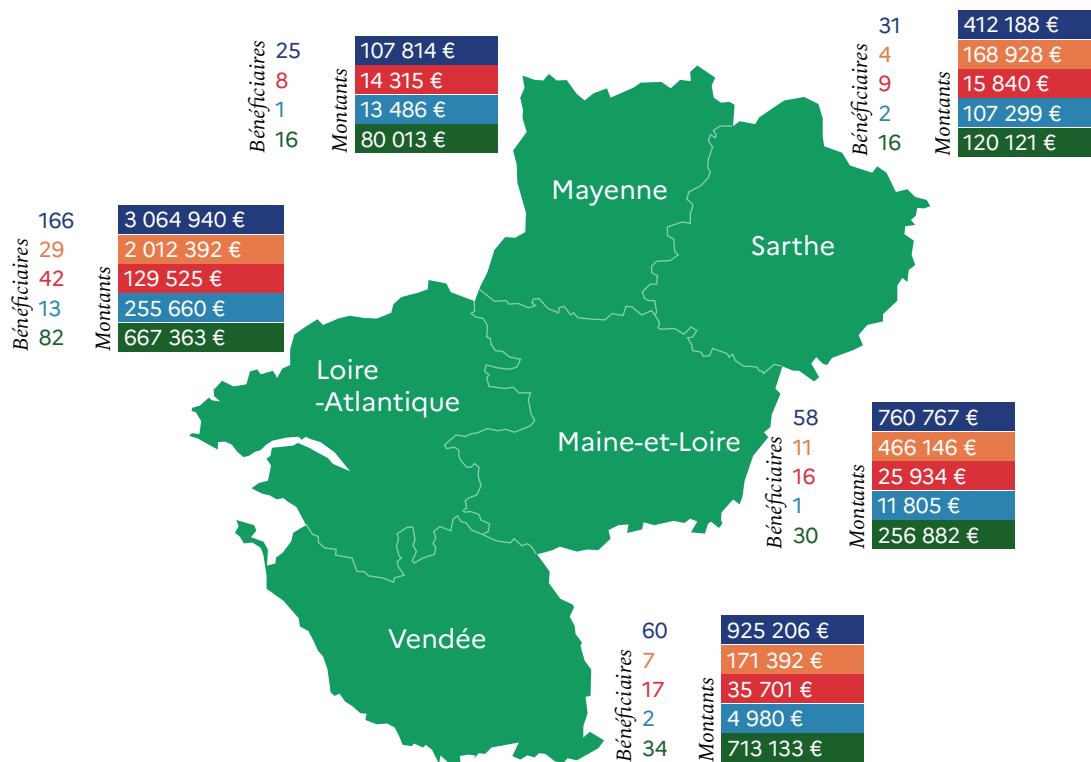 Bénéficiaires
25
8
1
16
Montants
107 814 €
14 315 €
13 486 €
80 013 €
Bénéficiaires
31
4
9
2
16
Montants
412 188 €
168 928 €
15 840 €
107 299 €
120 121 €
Mayenne
Sarthe
Bénéficiaires
166
29
42
13
82
Montants
3 064 940 €
2 012 392 €
129 525 €
255 660 €
667 363 €
Loire
-Atlantique
Maine-et-Loire
Bénéficiaires
58
11
16
1
30
Montants
760 767 €
466 146 €
25 934 €
11 805 €
256 882 €
Vendée
Bénéficiaires
60
7
17
2
34
Montants
925 206 €
171 392 €
35 701 €
4 980 €
713 133 €